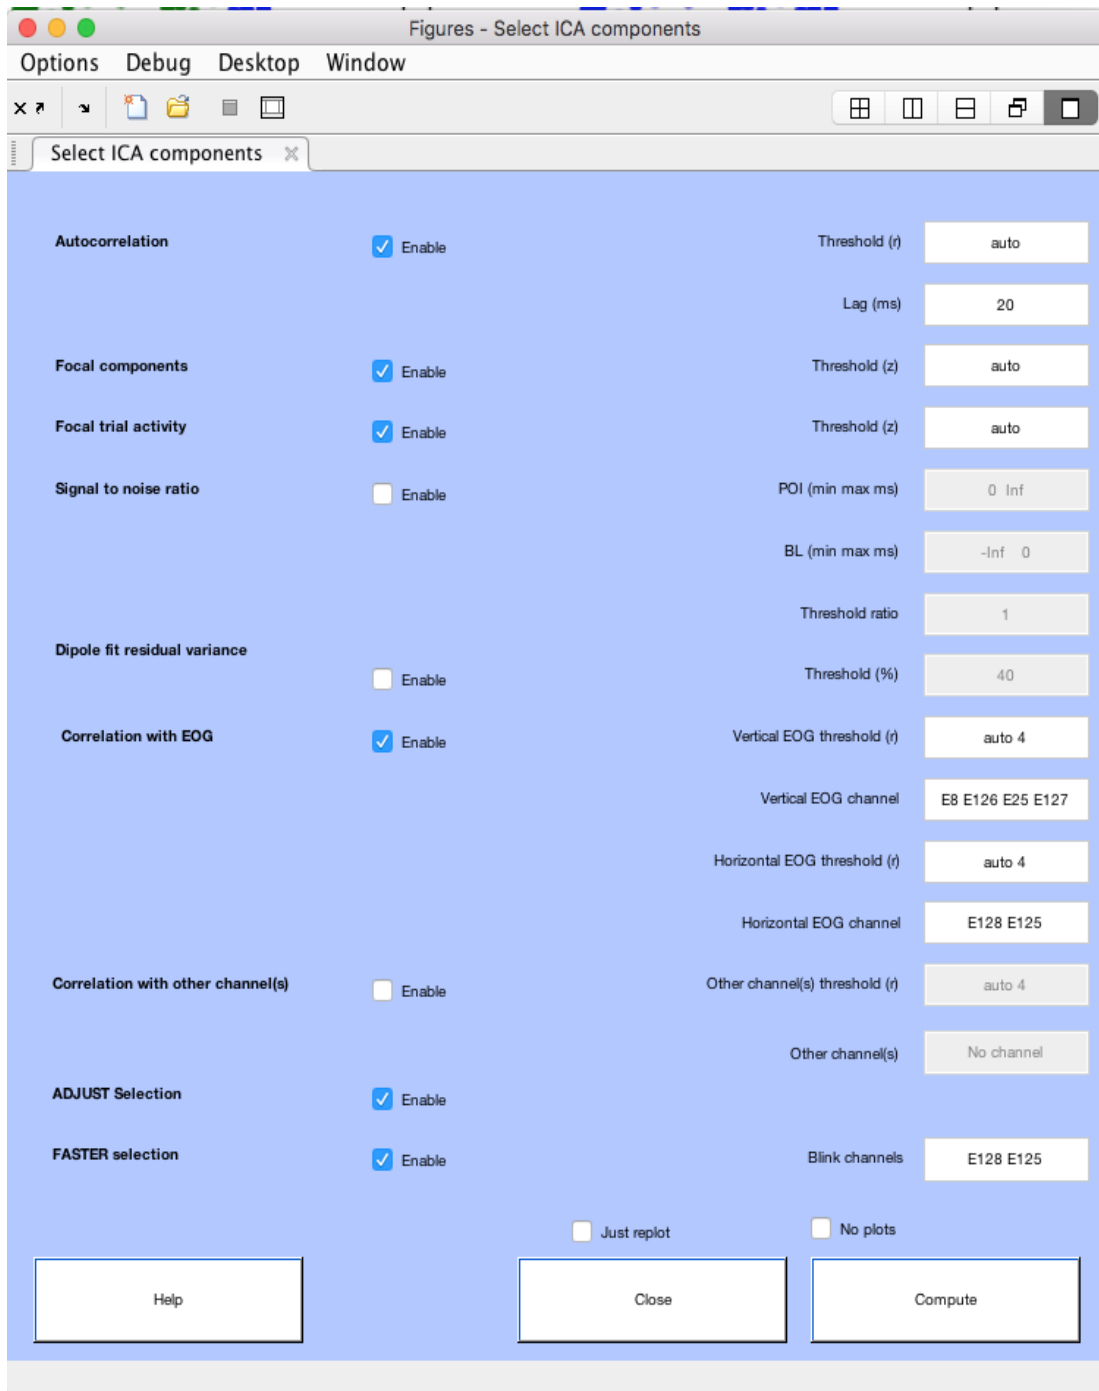 Figures - Select ICA components
Options Debug Desktop Window
Select ICA components
Autocorrelation Enable Threshold (r) auto
Lag (ms) 20
Focal components Enable Threshold (z) auto
Focal trial activity Enable Threshold (z) auto
Signal to noise ratio Enable POI (min max ms) 0 Inf
BL (min max ms) -Inf 0
Threshold ratio 1
Dipole fit residual variance
Enable Threshold (%) 40
Correlation with EOG Enable Vertical EOG threshold (r) auto 4
Vertical EOG channel E8 E126 E25 E127
Horizontal EOG threshold (r) auto 4
Horizontal EOG channel E128 E125
Correlation with other channel(s) Enable Other channel(s) threshold (r) auto 4
Other channel(s) No channel
ADJUST Selection Enable
FASTER selection Enable Blink channels E128 E125
Just replot No plots
Help Close Compute